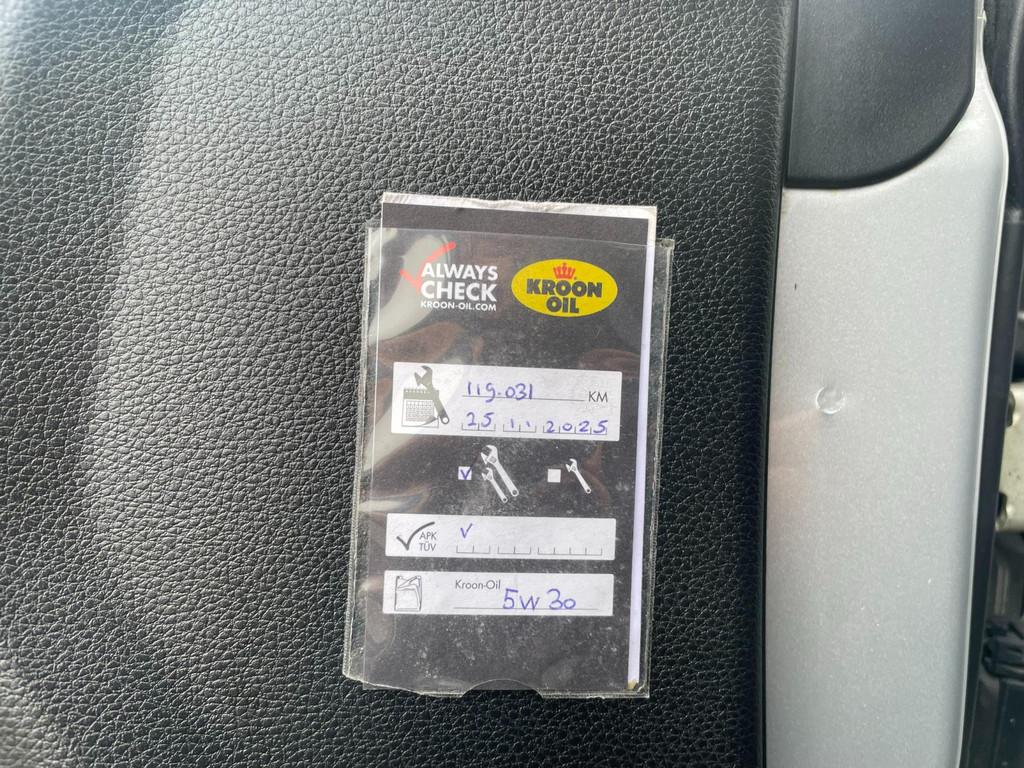 ALWAYS
CHECK
KROON-OIL.COM
KROON
OIL
119.031 KM
25 11 2025
APK
TÜV
Kroon-Oil 5W30